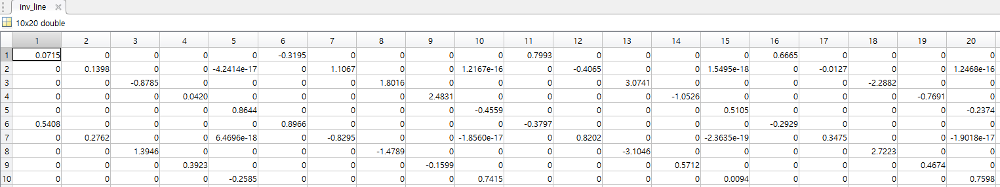 inv_line
10x20 double
1 2 3 4 5 6 7 8 9 10 11 12 13 14 15 16 17 18 19 20
1 0.0715 0 0 0 0 -0.3195 0 0 0 0 0.7993 0 0 0 0 0.6665 0 0 0 0
2 0 0.1398 0 0 -4.2414e-17 0 1.1067 0 0 1.2167e-16 0 -0.4065 0 0 1.5495e-18 0 -0.0127 0 0 1.2468e-16
3 0 0 -0.8785 0 0 0 0 1.8016 0 0 0 0 3.0741 0 0 0 0 -2.2882 0 0
4 0 0 0 0.0420 0 0 0 0 2.4831 0 0 0 0 -1.0526 0 0 0 0 -0.7691 0
5 0 0 0 0 0.8644 0 0 0 0 -0.4559 0 0 0 0 0.5105 0 0 0 0 -0.2374
6 0.5408 0 0 0 0 0.8966 0 0 0 0 -0.3797 0 0 0 0 -0.2929 0 0 0 0
7 0 0.2762 0 0 6.4696e-18 0 -0.8295 0 0 -1.8560e-17 0 0.8202 0 0 -2.3635e-19 0 0.3475 0 0 -1.9018e-17
8 0 0 1.3946 0 0 0 0 -1.4789 0 0 0 0 -3.1046 0 0 0 0 2.7223 0 0
9 0 0 0 0.3923 0 0 0 0 -0.1599 0 0 0 0 0.5712 0 0 0 0 0.4674 0
10 0 0 0 0 -0.2585 0 0 0 0 0.7415 0 0 0 0 0.0094 0 0 0 0 0.7598